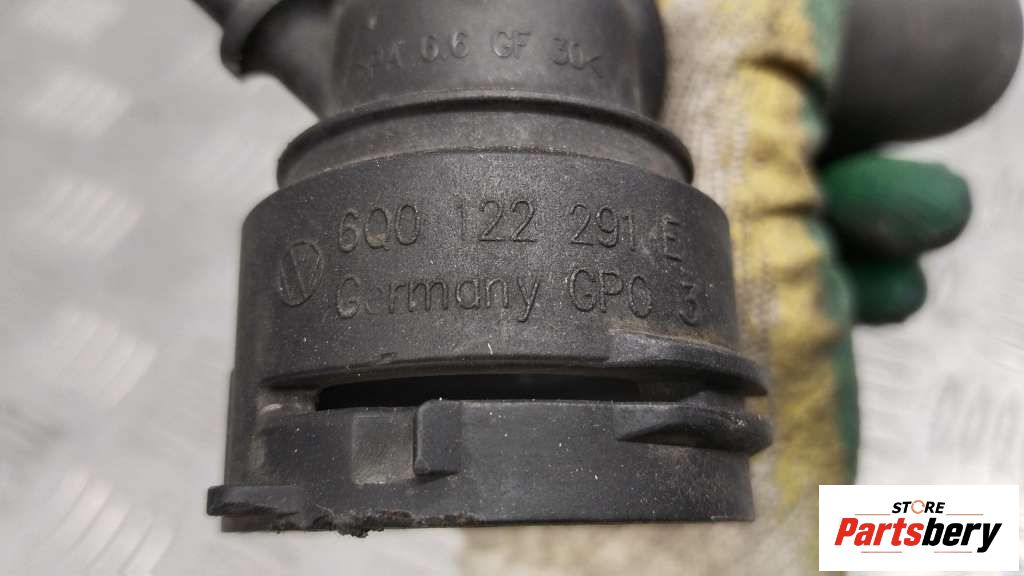 >PA 6.6 GF 30<
6Q0 122 291 E
Germany GPO 3
STORE
Partsbery